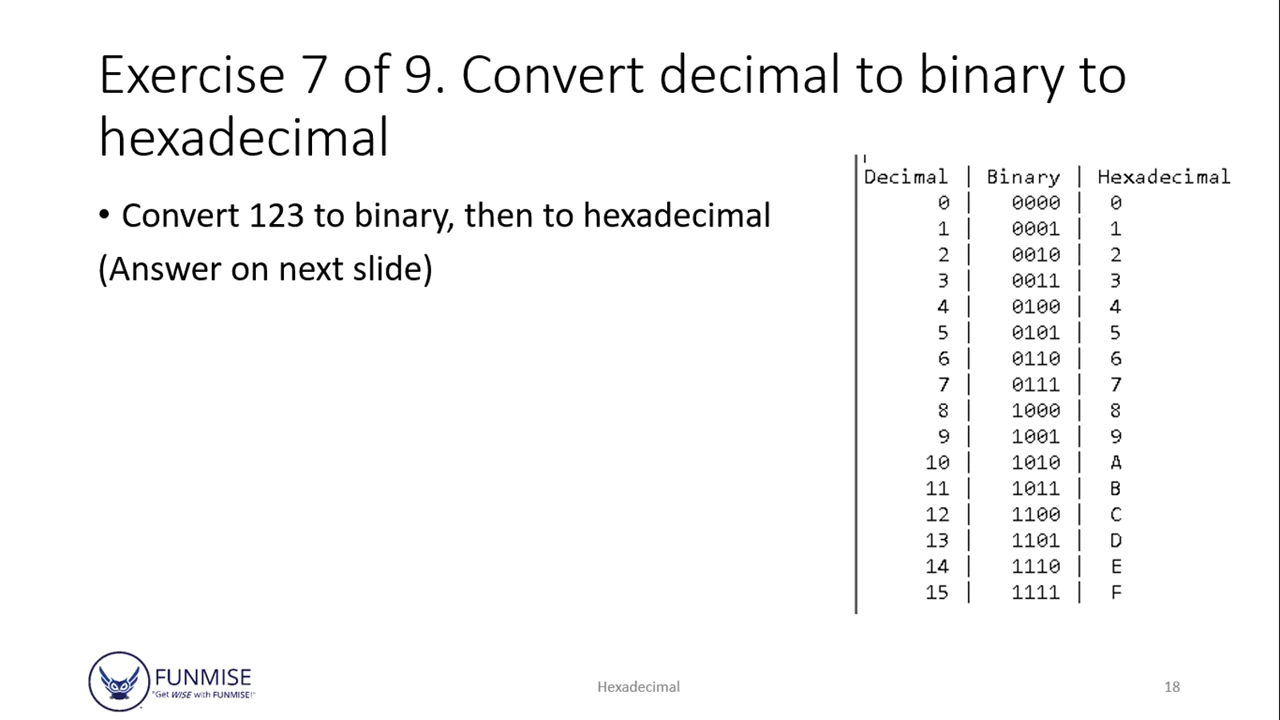 Exercise 7 of 9. Convert decimal to binary to
hexadecimal
• Convert 123 to binary, then to hexadecimal
(Answer on next slide)
Decimal | Binary | Hexadecimal
0 | 0000 | 0
1 | 0001 | 1
2 | 0010 | 2
3 | 0011 | 3
4 | 0100 | 4
5 | 0101 | 5
6 | 0110 | 6
7 | 0111 | 7
8 | 1000 | 8
9 | 1001 | 9
10 | 1010 | A
11 | 1011 | B
12 | 1100 | C
13 | 1101 | D
14 | 1110 | E
15 | 1111 | F
FUNMISE
"Get WISE with FUNMISE!"
Hexadecimal
18